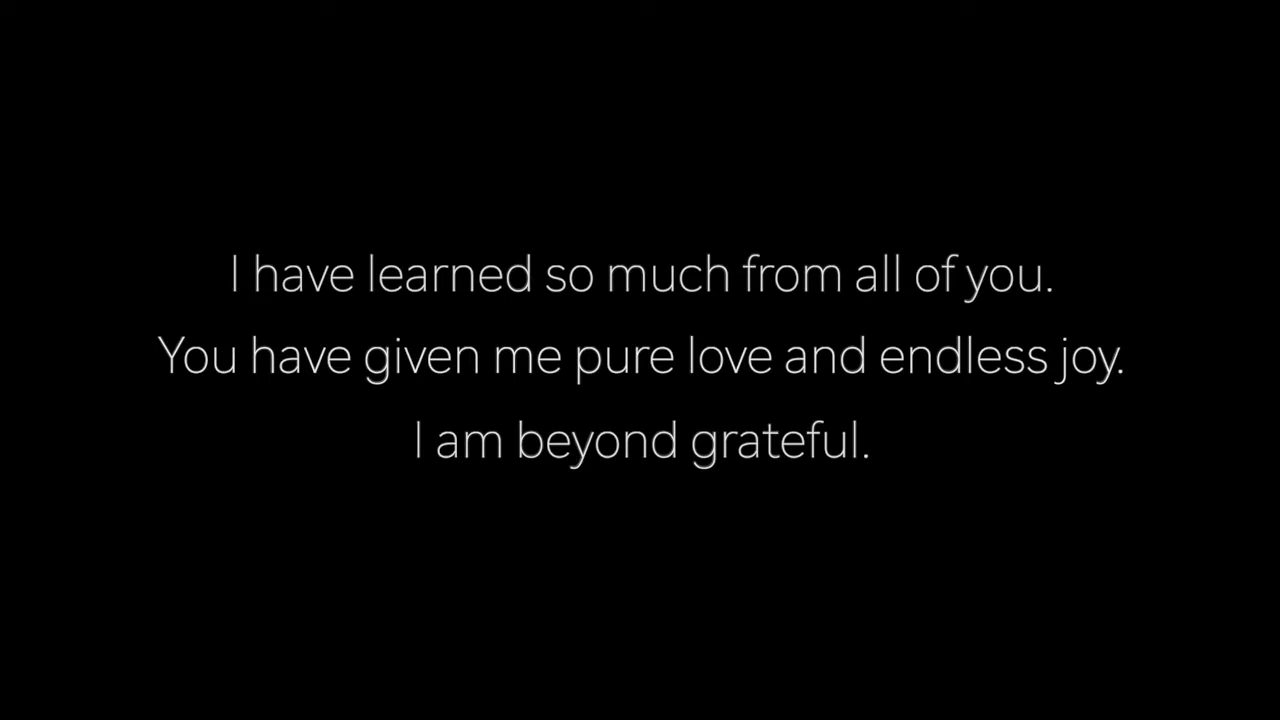 I have learned so much from all of you.
You have given me pure love and endless joy.
I am beyond grateful.